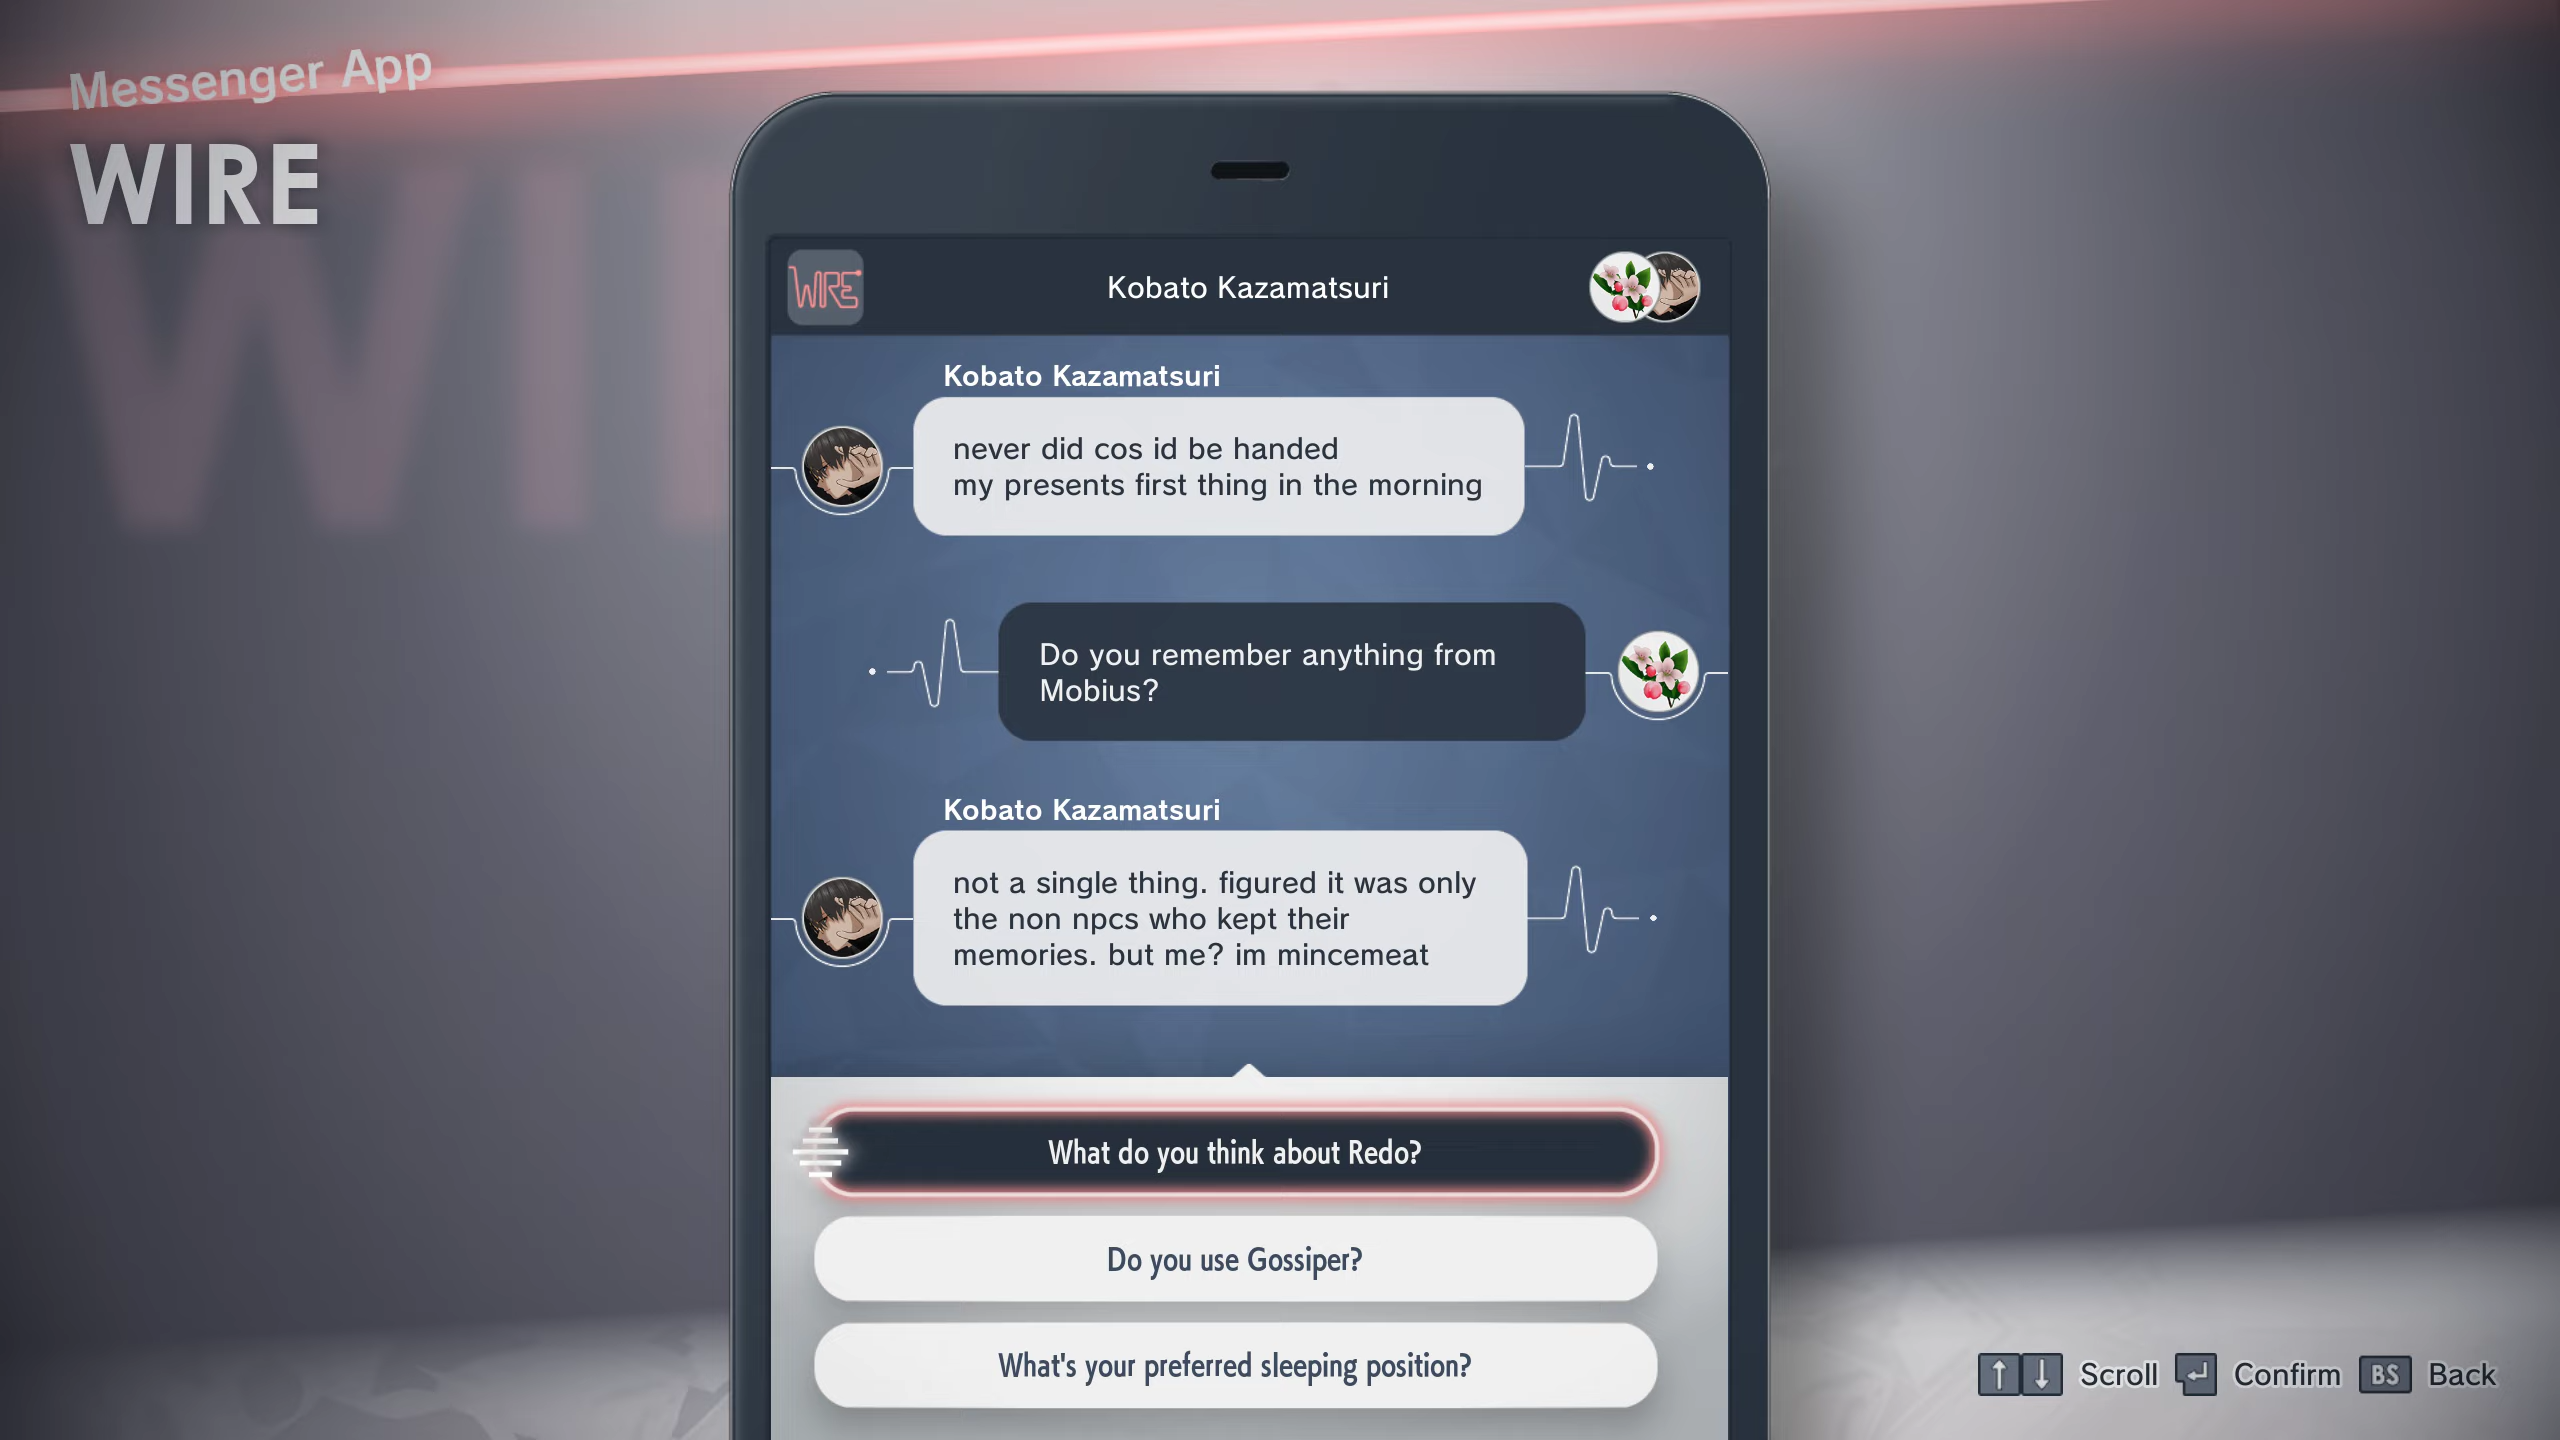 Messenger App
WIRE
WIRE
Kobato Kazamatsuri
Kobato Kazamatsuri
never did cos id be handed
my presents first thing in the morning
Do you remember anything from
Mobius?
Kobato Kazamatsuri
not a single thing. figured it was only
the non npcs who kept their
memories. but me? im mincemeat
What do you think about Redo?
Do you use Gossiper?
What's your preferred sleeping position?
Scroll Confirm BS Back